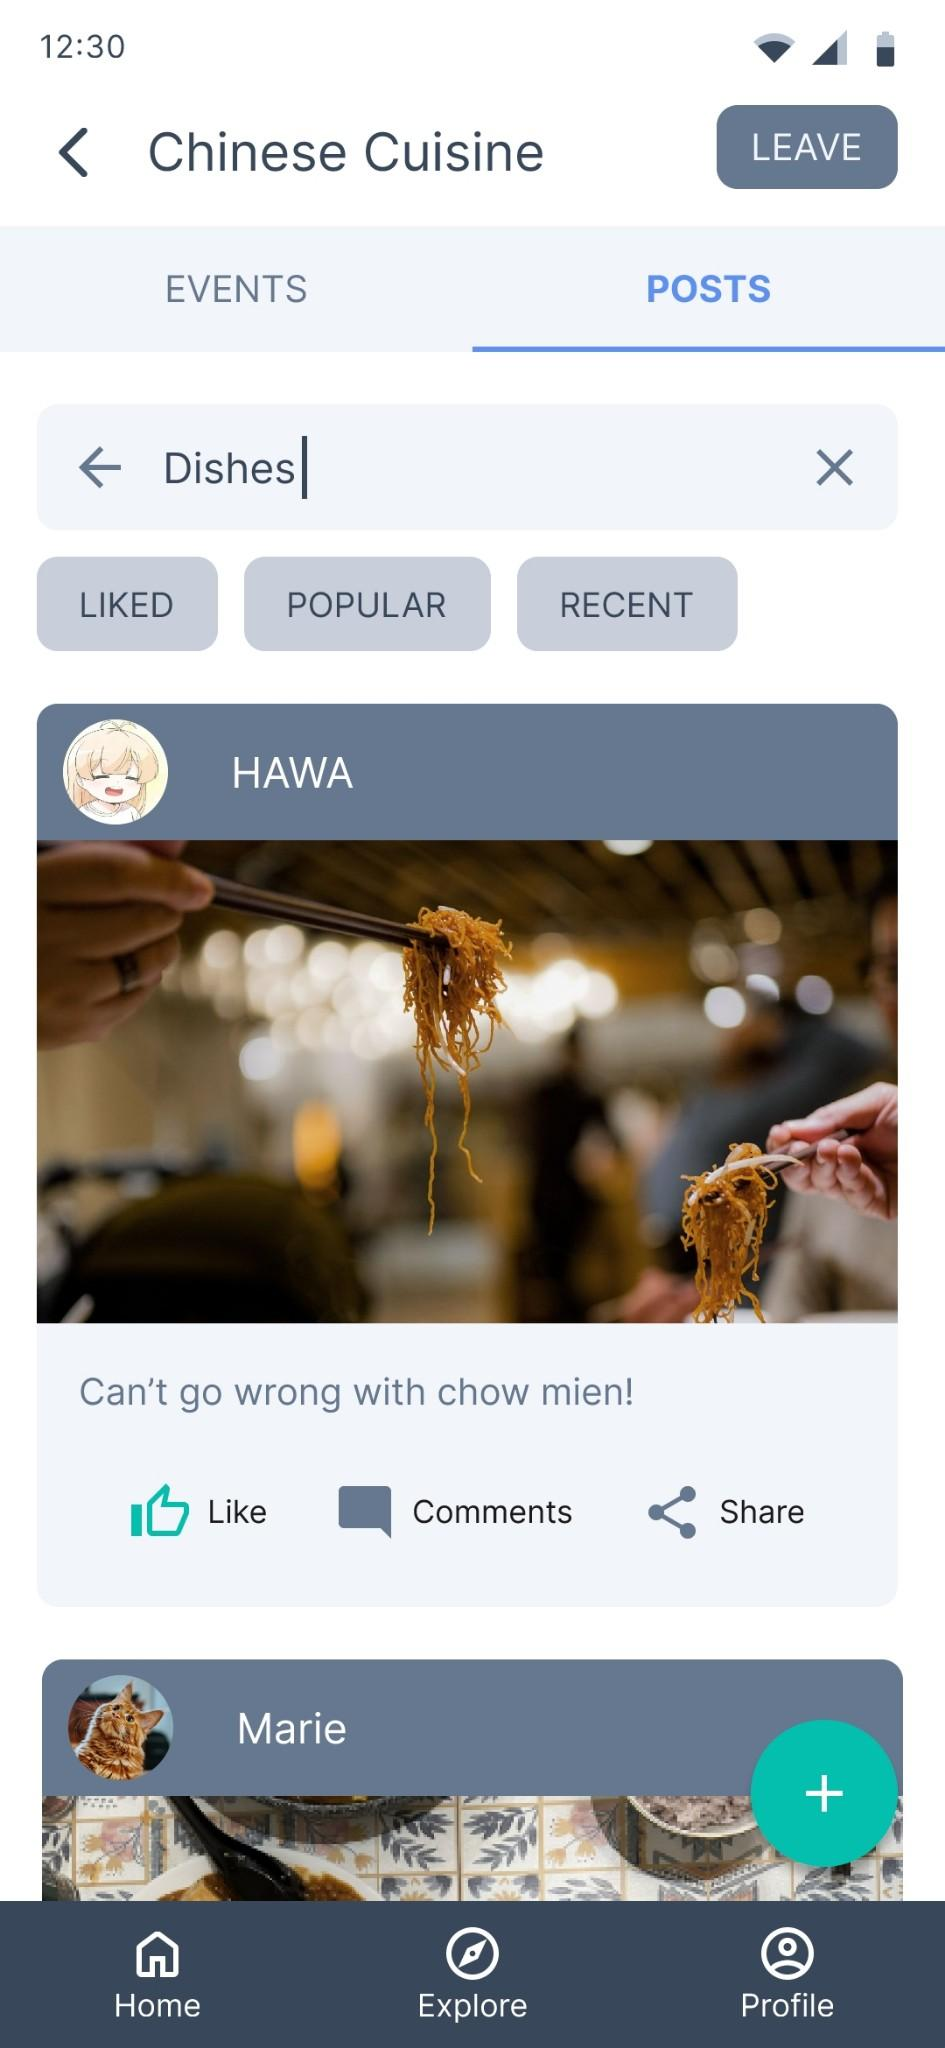 12:30
Chinese Cuisine
LEAVE
EVENTS
POSTS
Dishes
LIKED
POPULAR
RECENT
HAWA
Can’t go wrong with chow mien!
Like
Comments
Share
Marie
Home
Explore
Profile